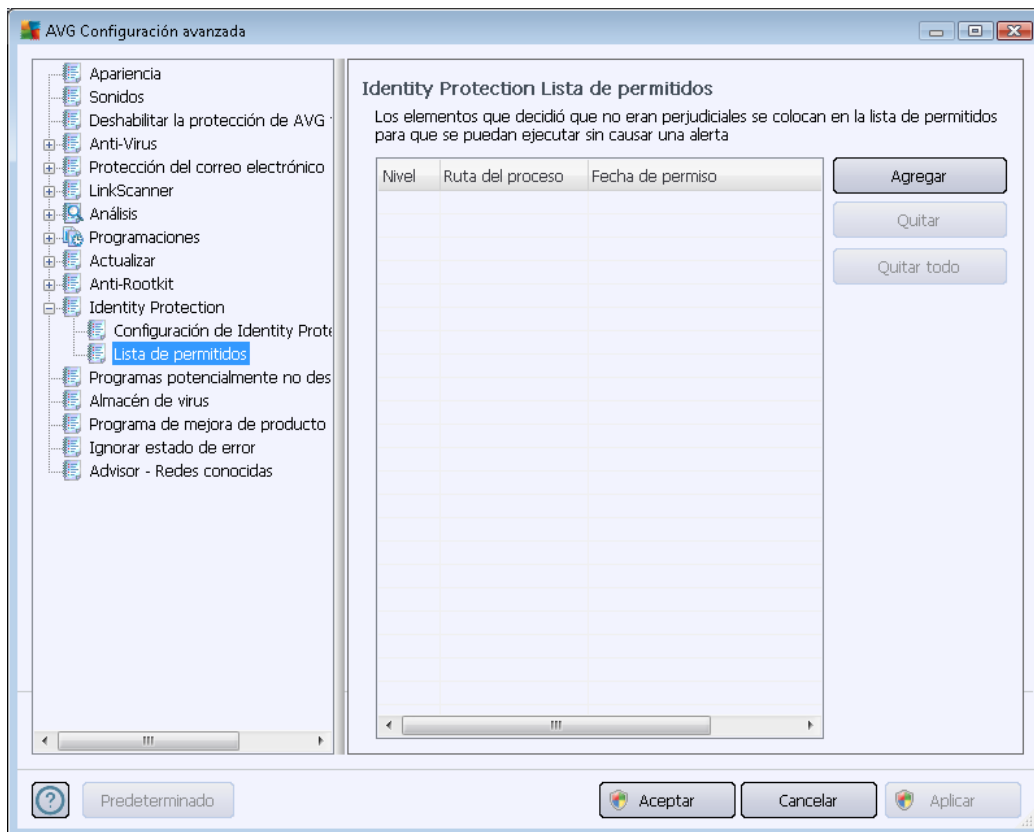 AVG Configuración avanzada
Apariencia
Sonidos
Deshabilitar la protección de AVG
Anti-Virus
Protección del correo electrónico
LinkScanner
Análisis
Programaciones
Actualizar
Anti-Rootkit
Identity Protection
Configuración de Identity Prote
Lista de permitidos
Programas potencialmente no des
Almacén de virus
Programa de mejora de producto
Ignorar estado de error
Advisor - Redes conocidas
Identity Protection Lista de permitidos
Los elementos que decidió que no eran perjudiciales se colocan en la lista de permitidos
para que se puedan ejecutar sin causar una alerta
Nivel Ruta del proceso Fecha de permiso
Agregar
Quitar
Quitar todo
Predeterminado
Aceptar
Cancelar
Aplicar